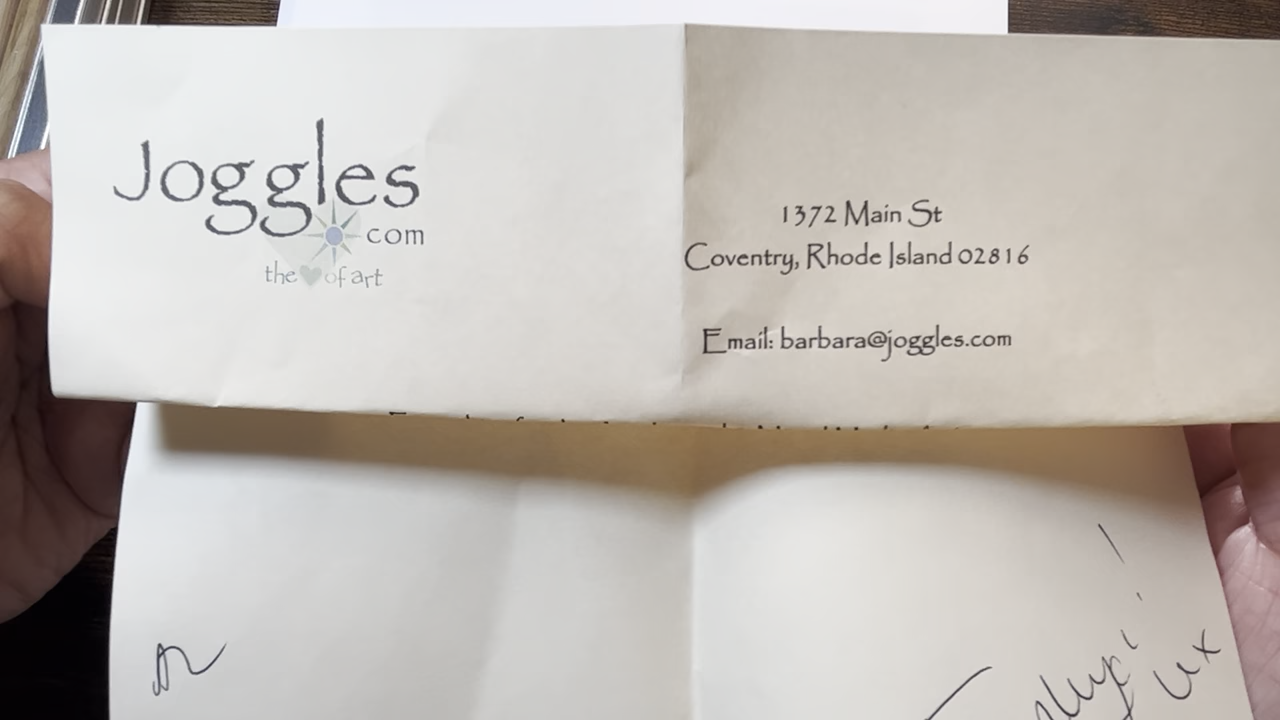 Joggles
.com
the of art
1372 Main St
Coventry, Rhode Island 02816
Email: barbara@joggles.com